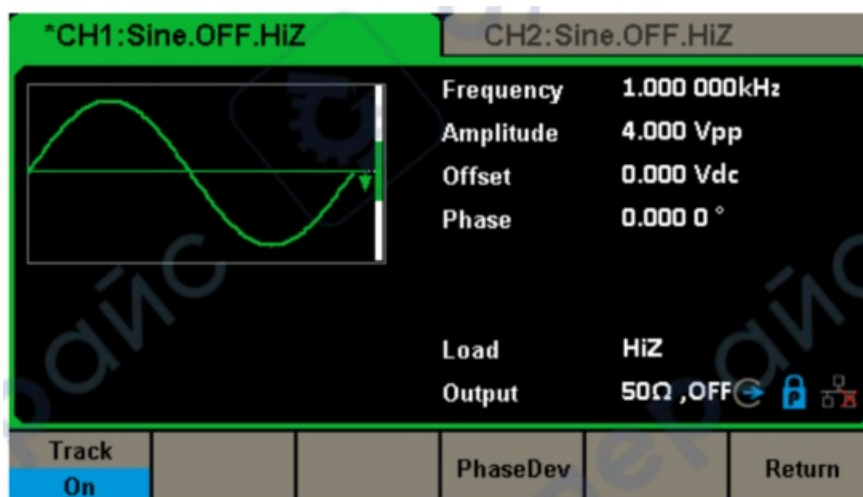 *CH1:Sine.OFF.HiZ CH2:Sine.OFF.HiZ
Frequency 1.000 000kHz
Amplitude 4.000 Vpp
Offset 0.000 Vdc
Phase 0.000 0 °
Load HiZ
Output 50Ω ,OFF
Track
On
PhaseDev
Return